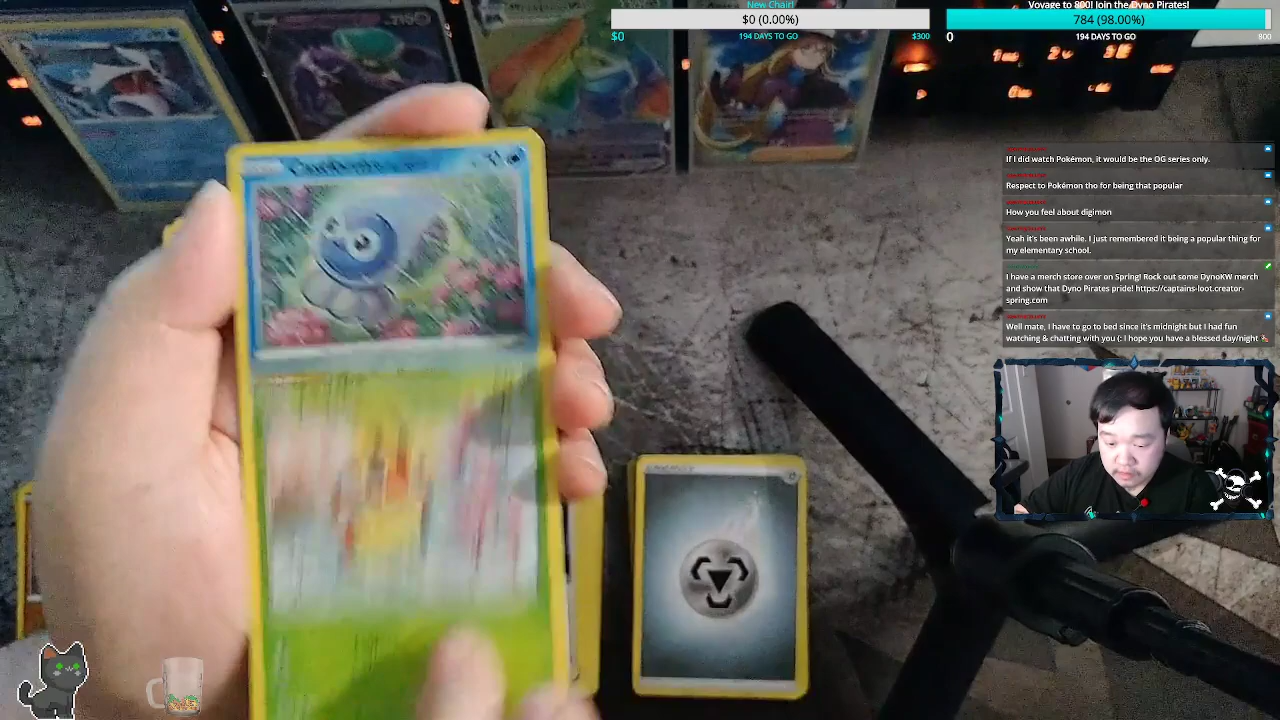 New Chair!
$0 (0.00%)
$0
194 DAYS TO GO
$300
Voyage to 800! Join the Dyno Pirates!
784 (98.00%)
0
194 DAYS TO GO
800
If I did watch Pokémon, it would be the OG series only.
Respect to Pokémon tho for being that popular
How you feel about digimon
Yeah it's been awhile. I just remembered it being a popular thing for
my elementary school.
I have a merch store over on Spring! Rock out some DynoKW merch
and show that Dyno Pirates pride! https://captains-loot.creator-
spring.com
Well mate, I have to go to bed since it's midnight but I had fun
watching & chatting with you (: I hope you have a blessed day/night